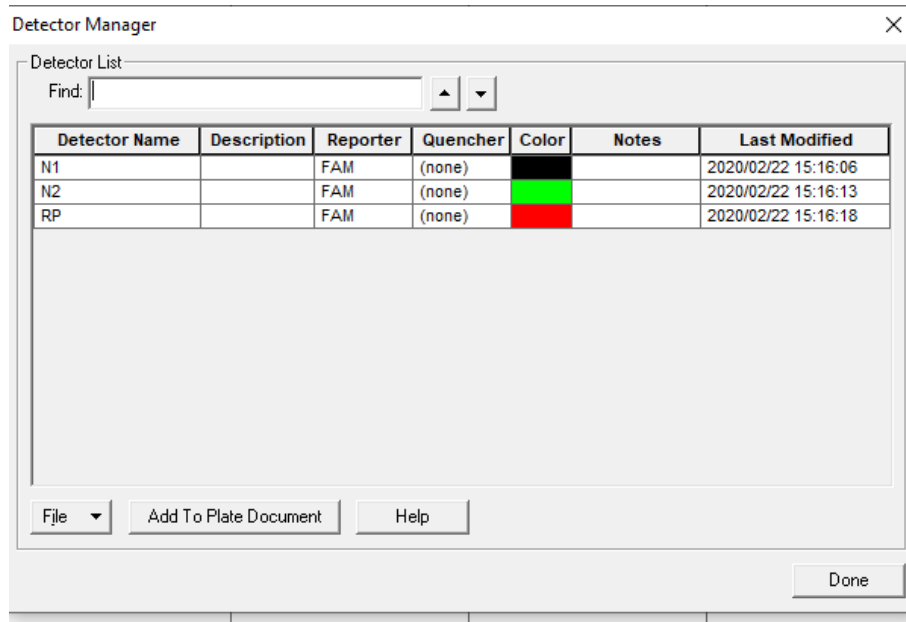 Detector Manager
Detector List
Find:
Detector Name Description Reporter Quencher Color Notes Last Modified
N1 FAM (none) 2020/02/22 15:16:06
N2 FAM (none) 2020/02/22 15:16:13
RP FAM (none) 2020/02/22 15:16:18
File Add To Plate Document Help
Done